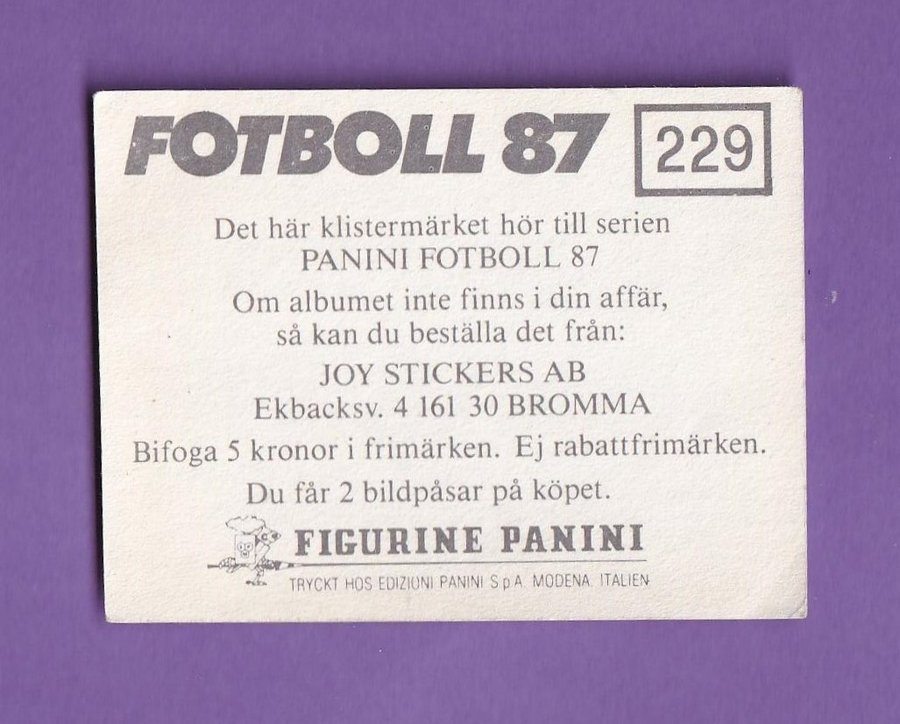 FOTBOLL 87
229
Det här klistermärket hör till serien
PANINI FOTBOLL 87
Om albumet inte finns i din affär,
så kan du beställa det från:
JOY STICKERS AB
Ekbacksv. 4 161 30 BROMMA
Bifoga 5 kronor i frimärken. Ej rabattfrimärken.
Du får 2 bildpåsar på köpet.
FIGURINE PANINI
TRYCKT HOS EDIZIONI PANINI S.p.A. MODENA. ITALIEN